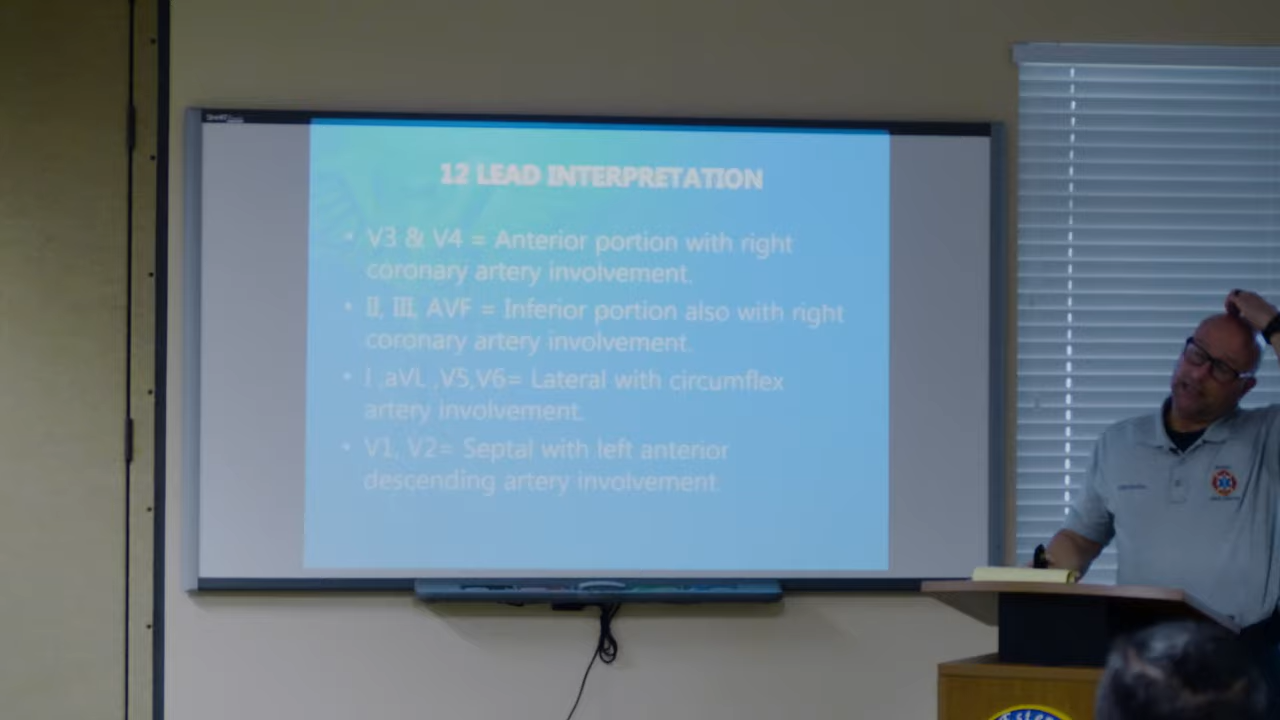 12 LEAD INTERPRETATION
• V3 & V4 = Anterior portion with right
coronary artery involvement.
• II, III, AVF = Inferior portion also with right
coronary artery involvement.
• I ,aVL ,V5,V6= Lateral with circumflex
artery involvement.
• V1, V2= Septal with left anterior
descending artery involvement.